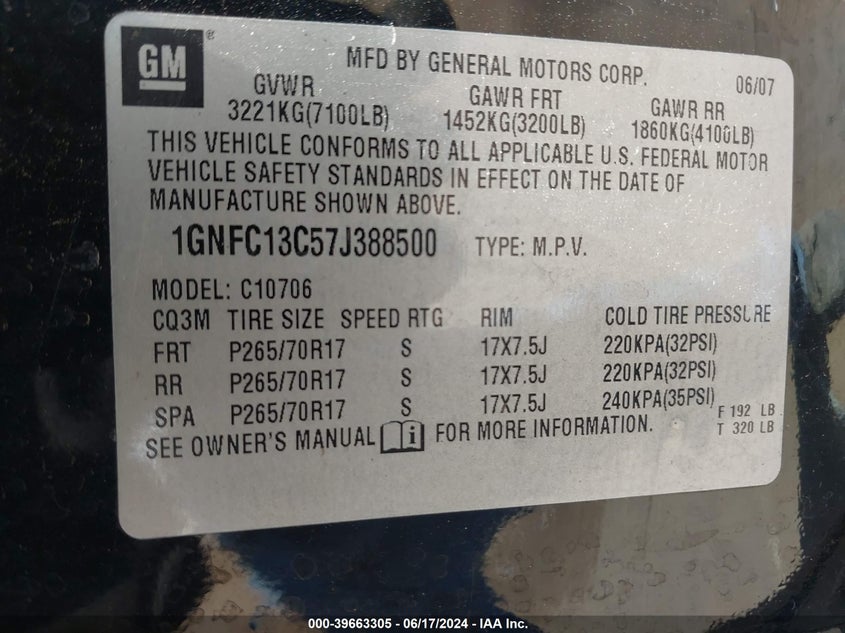 GM ®
MFD BY GENERAL MOTORS CORP. 06/07
GVWR GAWR FRT GAWR RR
3221KG(7100LB) 1452KG(3200LB) 1860KG(4100LB)
THIS VEHICLE CONFORMS TO ALL APPLICABLE U.S. FEDERAL MOTOR
VEHICLE SAFETY STANDARDS IN EFFECT ON THE DATE OF
MANUFACTURE SHOWN ABOVE.
1GNFC13C57J388500 TYPE: M.P.V.
MODEL: C10706
CQ3M TIRE SIZE SPEED RTG RIM COLD TIRE PRESSURE
FRT P265/70R17 S 17X7.5J 220KPA(32PSI)
RR P265/70R17 S 17X7.5J 220KPA(32PSI)
SPA P265/70R17 S 17X7.5J 240KPA(35PSI)
F 192 LB
SEE OWNER'S MANUAL i FOR MORE INFORMATION. T 320 LB
000-39663305 - 06/17/2024 - IAA Inc.